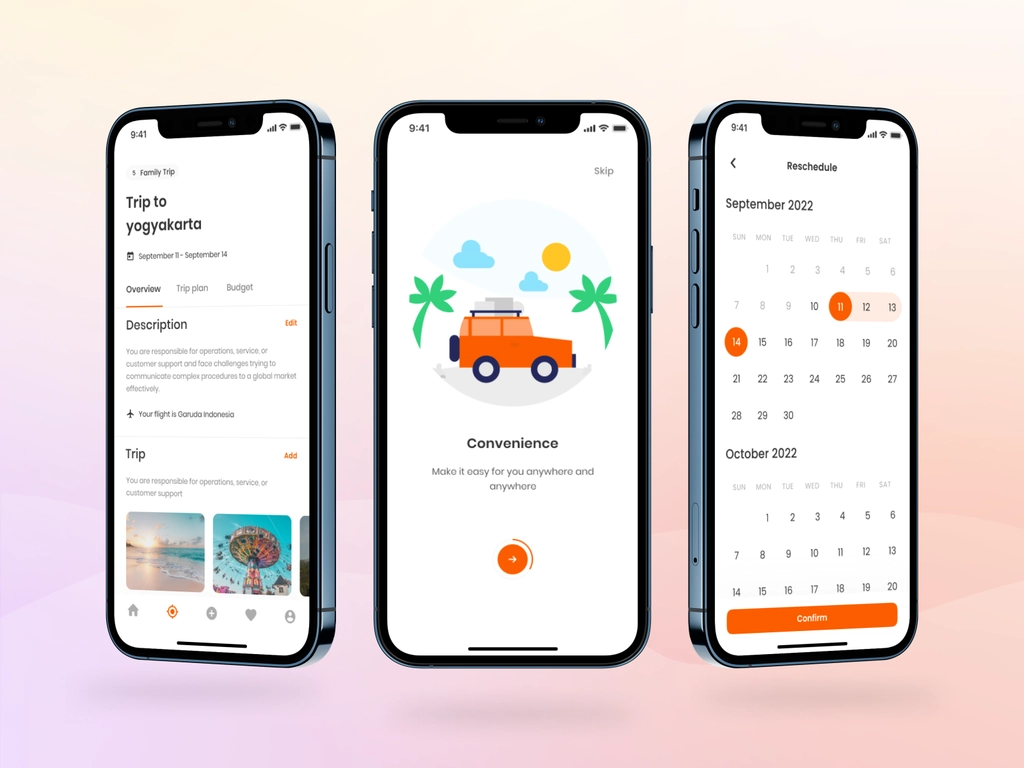 9:41
5 Family Trip
Trip to
yogyakarta
September 11 - September 14
Overview Trip plan Budget
Description Edit
You are responsible for operations, service, or
customer support and face challenges trying to
communicate complex procedures to a global market
effectively.
Your flight is Garuda Indonesia
Trip Add
You are responsible for operations, service, or
customer support
9:41
Skip
Convenience
Make it easy for you anywhere and
anywhere
9:41
Reschedule
September 2022
SUN MON TUE WED THU FRI SAT
1 2 3 4 5 6
7 8 9 10 11 12 13
14 15 16 17 18 19 20
21 22 23 24 25 26 27
28 29 30
October 2022
SUN MON TUE WED THU FRI SAT
1 2 3 4 5 6
7 8 9 10 11 12 13
14 15 16 17 18 19 20
Confirm